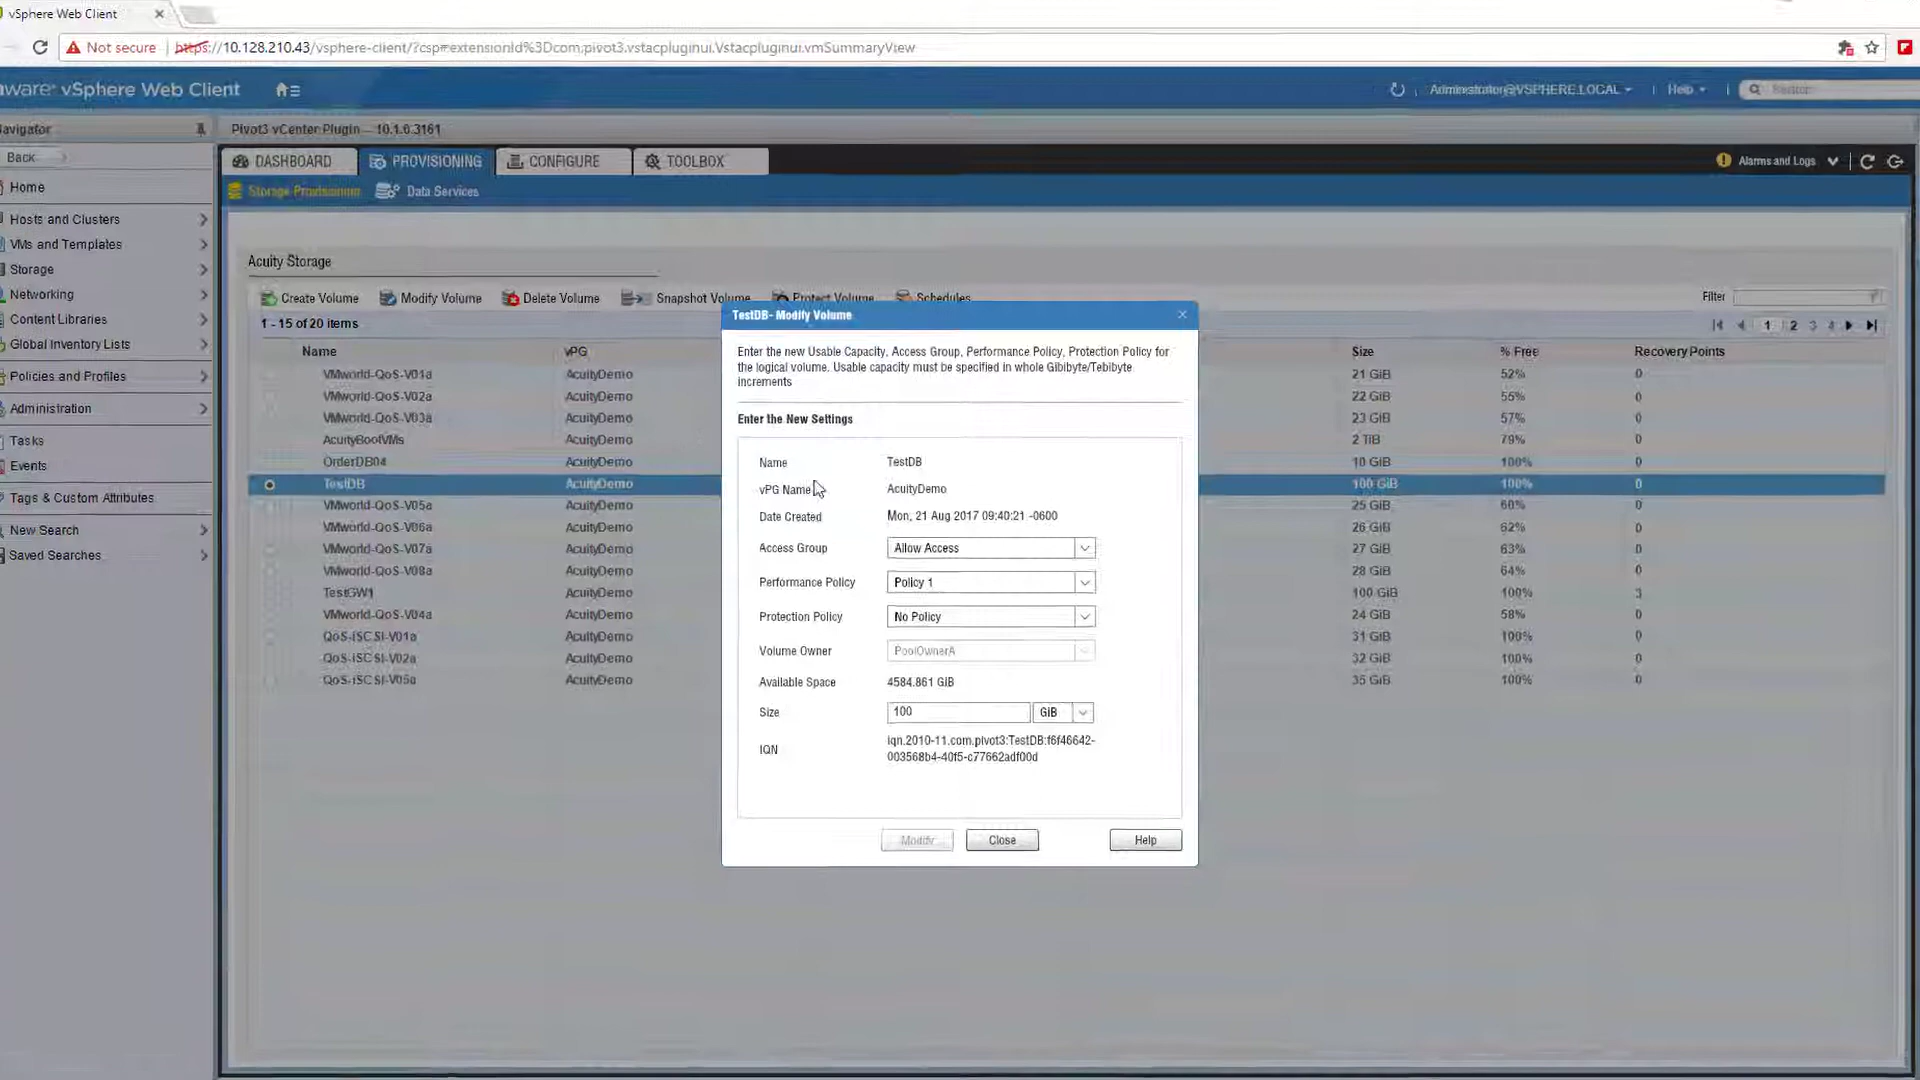 vSphere Web Client
Not secure https://10.128.210.43/vsphere-client/?csp#extensionId%3Dcom.pivot3.vstacpluginui.Vstacpluginui.vmSummaryView
ware® vSphere Web Client
Administrator@VSPHERE.LOCAL
Help
Navigator
Pivot3 vCenter Plugin -- 10.1.0.3161
Back
DASHBOARD
PROVISIONING
CONFIGURE
TOOLBOX
Alarms and Logs
Storage Provisioning
Data Services
Home
Hosts and Clusters
VMs and Templates
Storage
Networking
Content Libraries
Global Inventory Lists
Policies and Profiles
Administration
Tasks
Events
Tags & Custom Attributes
New Search
Saved Searches
Acuity Storage
Create Volume
Modify Volume
Delete Volume
Snapshot Volume
Protect Volume
Schedules
Filter
1 - 15 of 20 items
1 2 3 4
Name vPG Size % Free Recovery Points
VMworld-QoS-V01a AcuityDemo 21 GiB 52% 0
VMworld-QoS-V02a AcuityDemo 22 GiB 55% 0
VMworld-QoS-V03a AcuityDemo 23 GiB 57% 0
AcuityBootVMs AcuityDemo 2 TiB 79% 0
OrderDB04 AcuityDemo 10 GiB 100% 0
TestDB AcuityDemo 100 GiB 100% 0
VMworld-QoS-V05a AcuityDemo 25 GiB 60% 0
VMworld-QoS-V06a AcuityDemo 26 GiB 62% 0
VMworld-QoS-V07a AcuityDemo 27 GiB 63% 0
VMworld-QoS-V08a AcuityDemo 28 GiB 64% 0
TestGW1 AcuityDemo 100 GiB 100% 3
VMworld-QoS-V04a AcuityDemo 24 GiB 58% 0
QoS-iSCSI-V01a AcuityDemo 31 GiB 100% 0
QoS-iSCSI-V02a AcuityDemo 32 GiB 100% 0
QoS-iSCSI-V05a AcuityDemo 35 GiB 100% 0
TestDB- Modify Volume
Enter the new Usable Capacity, Access Group, Performance Policy, Protection Policy for
the logical volume. Usable capacity must be specified in whole Gibibyte/Tebibyte
increments
Enter the New Settings
Name TestDB
vPG Name AcuityDemo
Date Created Mon, 21 Aug 2017 09:40:21 -0600
Access Group Allow Access
Performance Policy Policy 1
Protection Policy No Policy
Volume Owner PoolOwnerA
Available Space 4584.861 GiB
Size 100 GiB
IQN iqn.2010-11.com.pivot3:TestDB:f6f46642-
003568b4-40f5-c77662adf00d
Modify
Close
Help